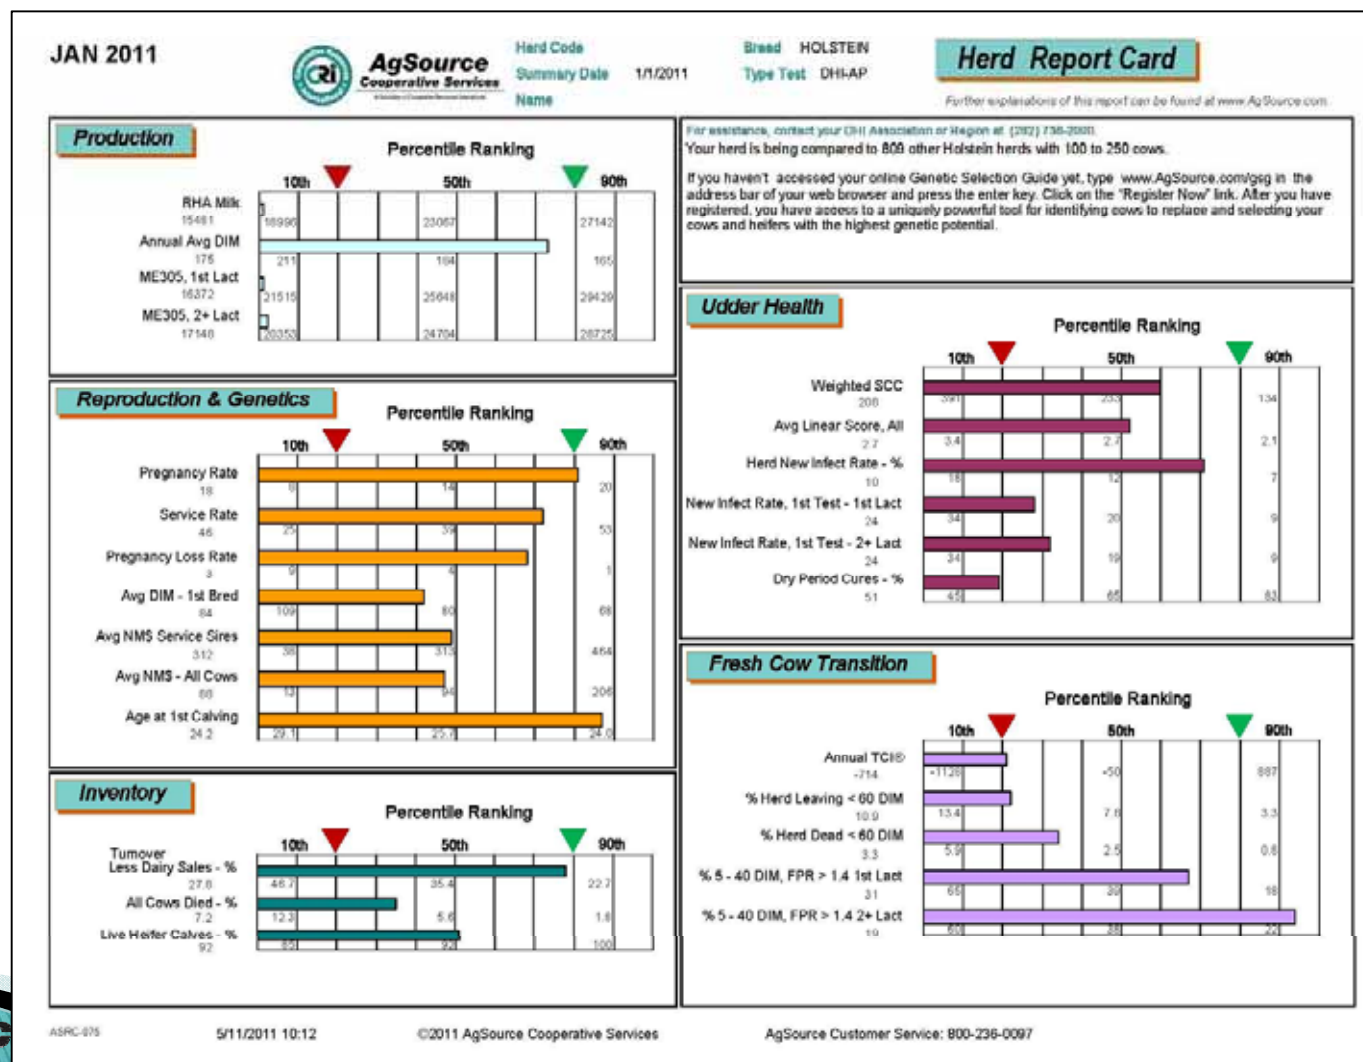 JAN 2011
CRI
AgSource
Cooperative Services
Herd Code
Summary Date 1/1/2011
Name
Breed HOLSTEIN
Type Test DHI-AP
Herd Report Card
Further explanations of this report can be found at www.AgSource.com
Production
Percentile Ranking
10th 50th 90th
RHA Milk
15461 16996 23067 27142
Annual Avg DIM
175 211 184 165
ME305, 1st Lact
16372 21515 25648 29429
ME305, 2+ Lact
17148 20353 24704 28725
For assistance, contact your DHI Association or Region at
Your herd is being compared to 809 other Holstein herds with 100 to 250 cows.
If you haven't accessed your online Genetic Selection Guide yet, type www.AgSource.com/gsg in the
address bar of your web browser and press the enter key. Click on the "Register Now" link. After you have
registered, you have access to a uniquely powerful tool for identifying cows to replace and selecting your
cows and heifers with the highest genetic potential.
Reproduction & Genetics
Percentile Ranking
10th 50th 90th
Pregnancy Rate
18 8 14 20
Service Rate
46 25 39 53
Pregnancy Loss Rate
3 9 4 1
Avg DIM - 1st Bred
84 109 80 68
Avg NM$ Service Sires
312 36 313 464
Avg NM$ - All Cows
88 13 94 206
Age at 1st Calving
24.2 29.1 25.7 24.0
Inventory
Percentile Ranking
10th 50th 90th
Turnover
Less Dairy Sales - %
27.8 46.7 35.4 22.7
All Cows Died - %
7.2 12.3 5.6 1.8
Live Heifer Calves - %
92 85 92 100
Udder Health
Percentile Ranking
10th 50th 90th
Weighted SCC
208 391 233 134
Avg Linear Score, All
2.7 3.4 2.7 2.1
Herd New Infect Rate - %
10 18 12 7
New Infect Rate, 1st Test - 1st Lact
24 34 20 9
New Infect Rate, 1st Test - 2+ Lact
24 34 19 9
Dry Period Cures - %
51 45 65 83
Fresh Cow Transition
Percentile Ranking
10th 50th 90th
Annual TCI®
-714 -1128 -50 887
% Herd Leaving < 60 DIM
10.9 13.4 7.6 3.3
% Herd Dead < 60 DIM
3.3 5.9 2.5 0.6
% 5 - 40 DIM, FPR > 1.4 1st Lact
31 65 39 18
% 5 - 40 DIM, FPR > 1.4 2+ Lact
19 60 38 22
ASRC-075 5/11/2011 10:12 ©2011 AgSource Cooperative Services AgSource Customer Service: 800-236-0097